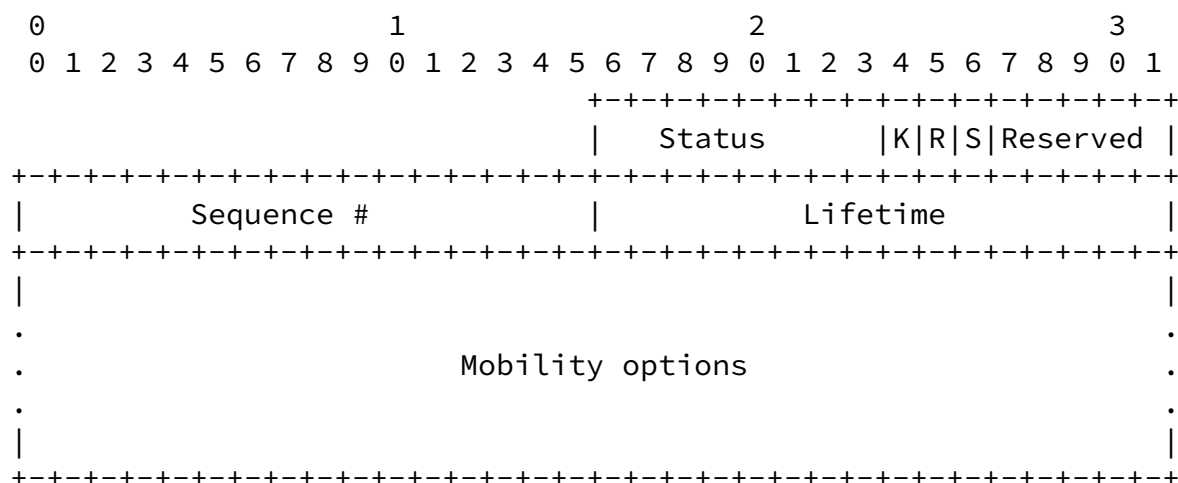 0                   1                   2                   3
 0 1 2 3 4 5 6 7 8 9 0 1 2 3 4 5 6 7 8 9 0 1 2 3 4 5 6 7 8 9 0 1
                                +-+-+-+-+-+-+-+-+-+-+-+-+-+-+-+-+
                                |   Status      |K|R|S|Reserved |
+-+-+-+-+-+-+-+-+-+-+-+-+-+-+-+-+-+-+-+-+-+-+-+-+-+-+-+-+-+-+-+-+
|         Sequence #            |           Lifetime            |
+-+-+-+-+-+-+-+-+-+-+-+-+-+-+-+-+-+-+-+-+-+-+-+-+-+-+-+-+-+-+-+-+
|                                                               |
.                                                               .
.                        Mobility options                       .
.                                                               .
|                                                               |
+-+-+-+-+-+-+-+-+-+-+-+-+-+-+-+-+-+-+-+-+-+-+-+-+-+-+-+-+-+-+-+-+